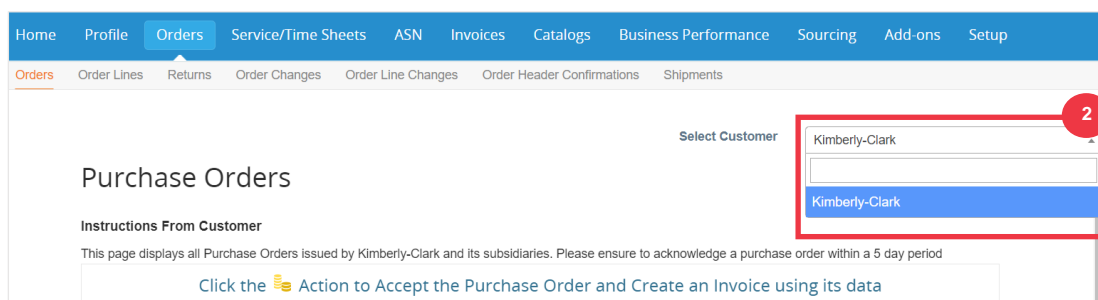 Home Profile Orders Service/Time Sheets ASN Invoices Catalogs Business Performance Sourcing Add-ons Setup
Orders Order Lines Returns Order Changes Order Line Changes Order Header Confirmations Shipments
2
Select Customer Kimberly-Clark
Kimberly-Clark
Purchase Orders
Instructions From Customer
This page displays all Purchase Orders issued by Kimberly-Clark and its subsidiaries. Please ensure to acknowledge a purchase order within a 5 day period
Click the Action to Accept the Purchase Order and Create an Invoice using its data